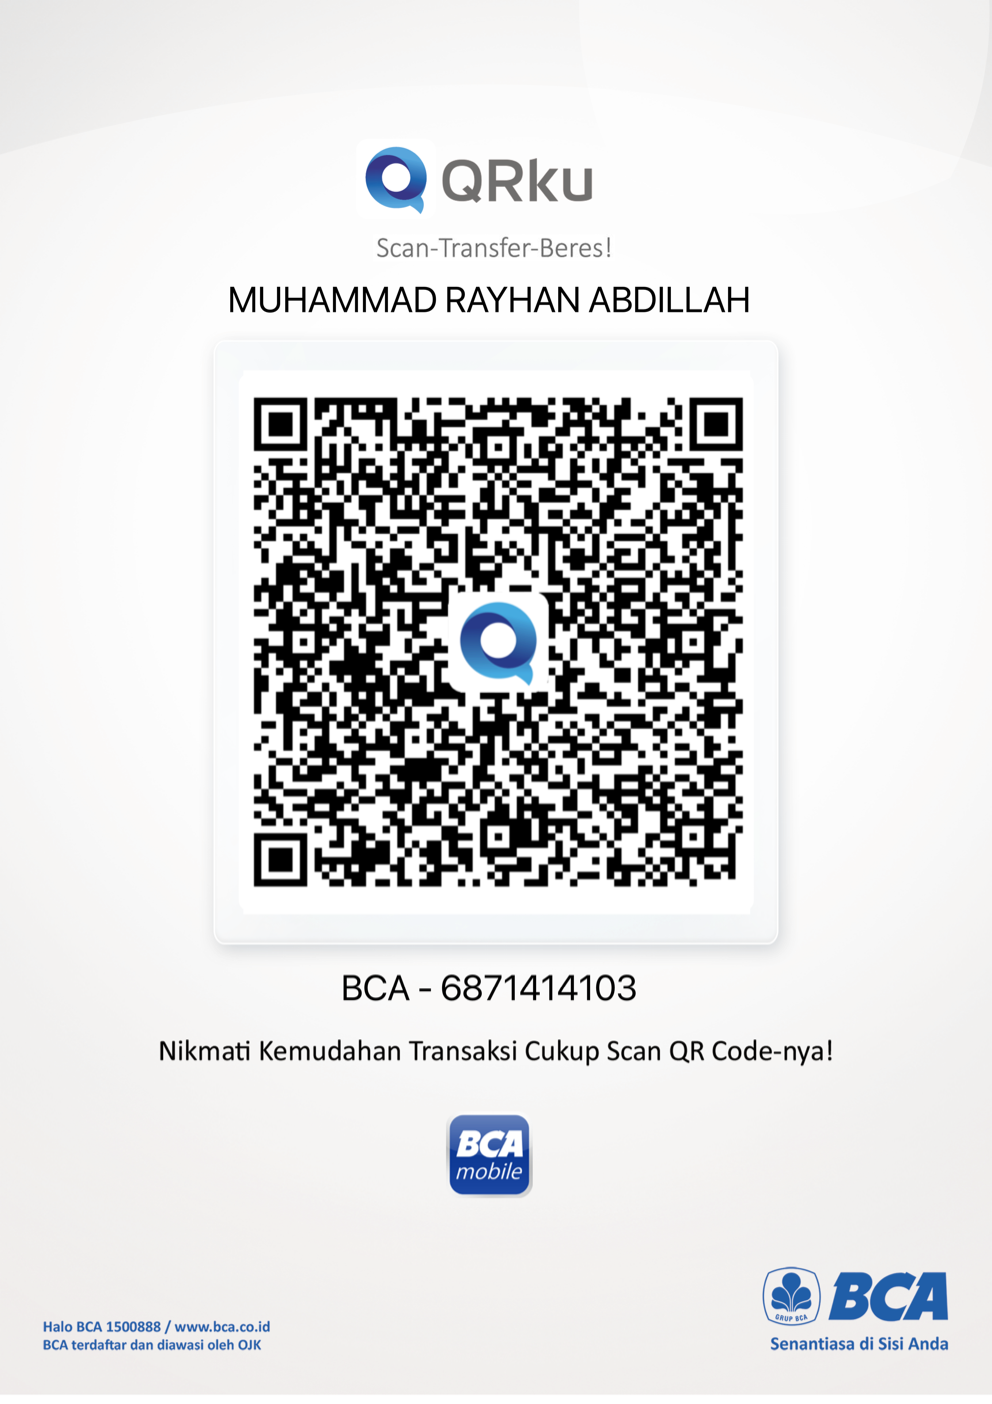 QRku
Scan-Transfer-Beres!
MUHAMMAD RAYHAN ABDILLAH
BCA - 6871414103
Nikmati Kemudahan Transaksi Cukup Scan QR Code-nya!
BCA
mobile
GRUP BCA
BCA
Senantiasa di Sisi Anda
Halo BCA 1500888 / www.bca.co.id
BCA terdaftar dan diawasi oleh OJK